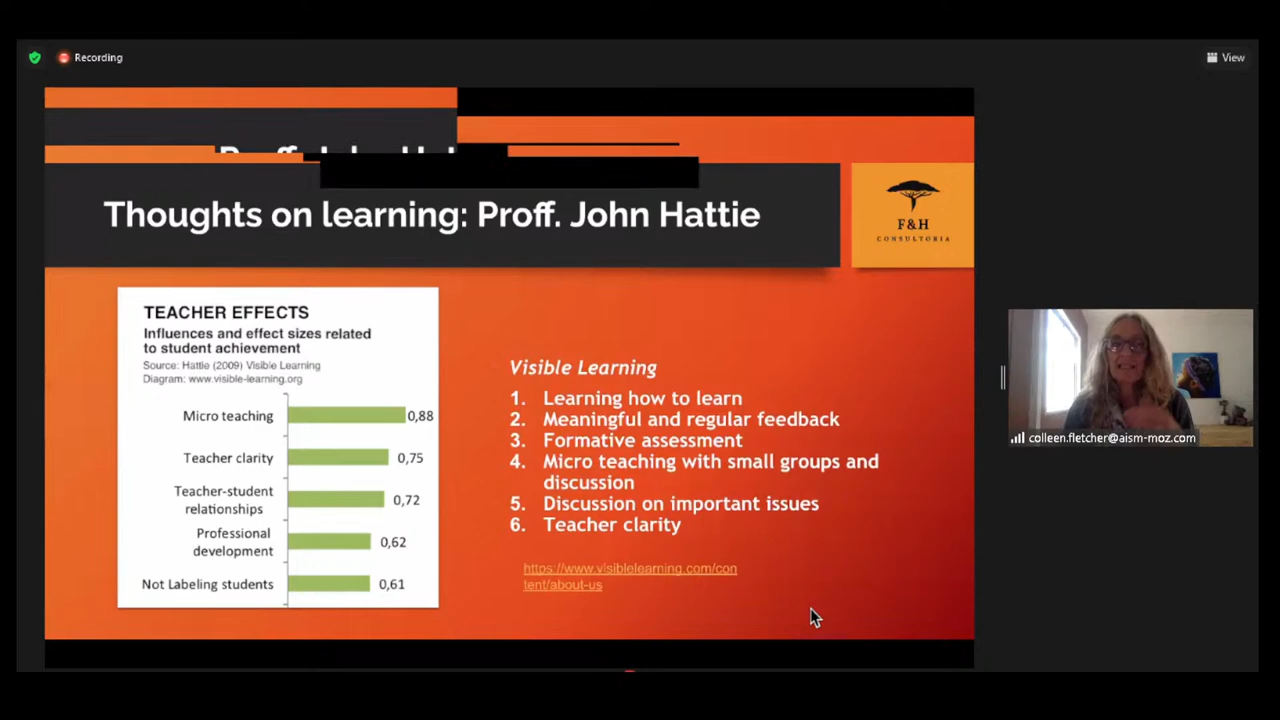 Recording
View
Thoughts on learning: Proff. John Hattie
F&H
CONSULTORIA
TEACHER EFFECTS
Influences and effect sizes related
to student achievement
Source: Hattie (2009) Visible Learning
Diagram: www.visible-learning.org
Micro teaching 0,88
Teacher clarity 0,75
Teacher-student
relationships 0,72
Professional
development 0,62
Not Labeling students 0,61
Visible Learning
1. Learning how to learn
2. Meaningful and regular feedback
3. Formative assessment
4. Micro teaching with small groups and
discussion
5. Discussion on important issues
6. Teacher clarity
https://www.visiblelearning.com/con
tent/about-us
colleen.fletcher@aism-moz.com